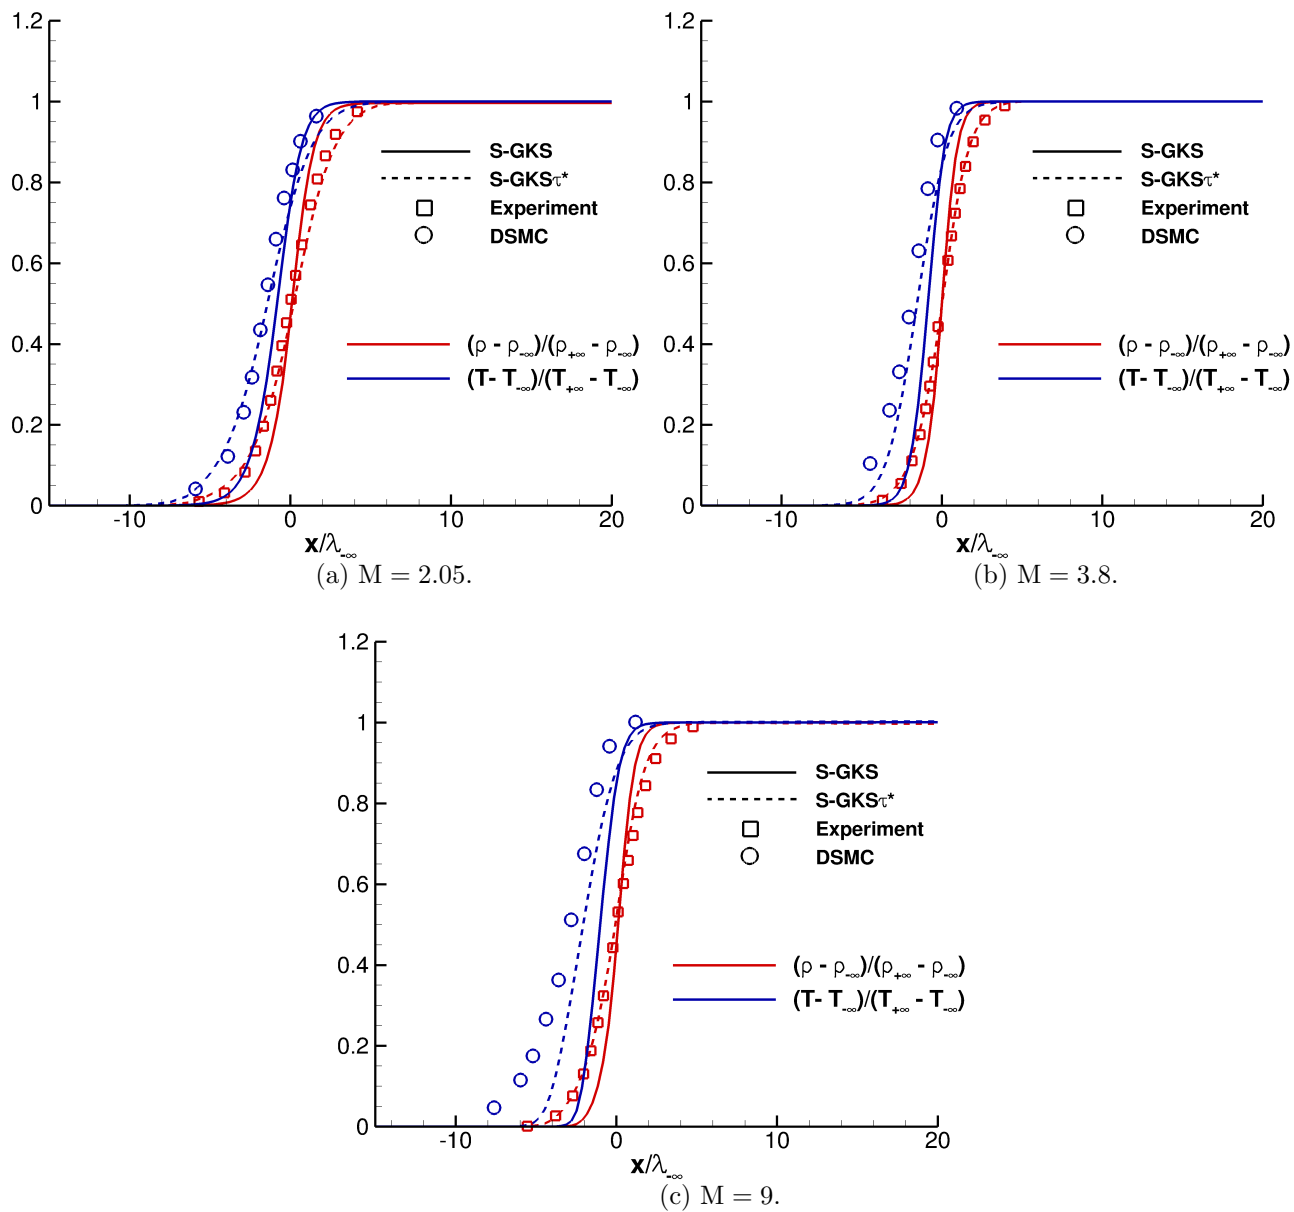 1.2
1
0.8
0.6
0.4
0.2
0
-10 0 10 20
x/λ-∞
S-GKS
S-GKSτ*
Experiment
DSMC
(ρ - ρ-∞)/(ρ+∞ - ρ-∞)
(T- T-∞)/(T+∞ - T-∞)
(a) M = 2.05.
1.2
1
0.8
0.6
0.4
0.2
0
-10 0 10 20
x/λ-∞
S-GKS
S-GKSτ*
Experiment
DSMC
(ρ - ρ-∞)/(ρ+∞ - ρ-∞)
(T- T-∞)/(T+∞ - T-∞)
(b) M = 3.8.
1.2
1
0.8
0.6
0.4
0.2
0
-10 0 10 20
x/λ-∞
S-GKS
S-GKSτ*
Experiment
DSMC
(ρ - ρ-∞)/(ρ+∞ - ρ-∞)
(T- T-∞)/(T+∞ - T-∞)
(c) M = 9.